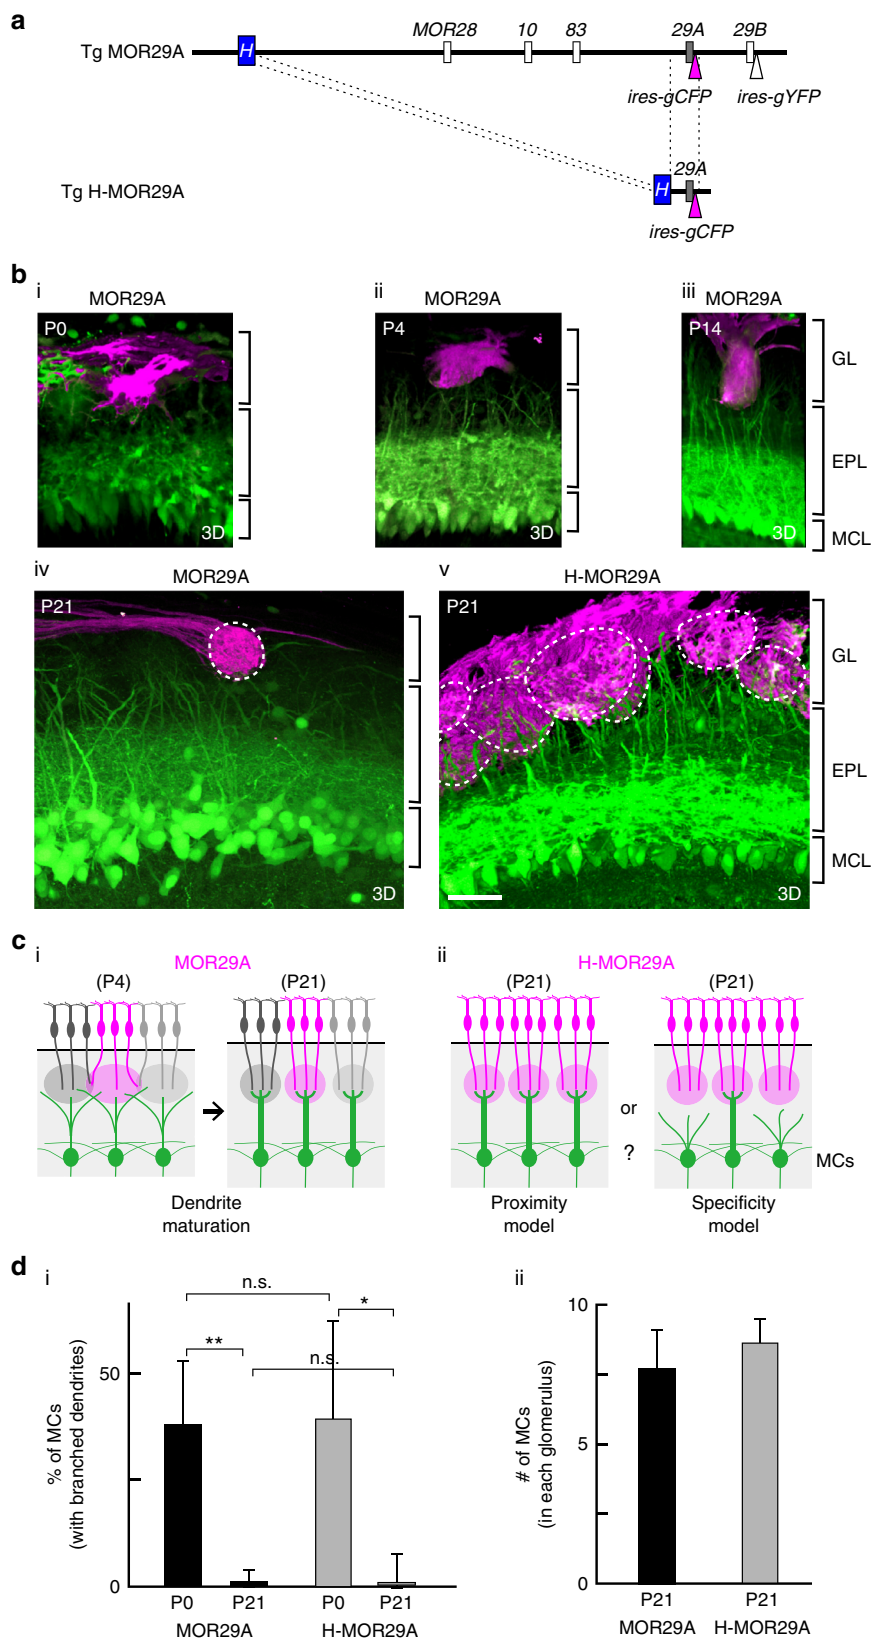 a
MOR28 10 83 29A 29B
Tg MOR29A H
ires-gCFP ires-gYFP
29A
Tg H-MOR29A H
ires-gCFP
b
i ii iii
MOR29A MOR29A MOR29A
P0 P4 P14
GL
EPL
MCL
3D 3D 3D
iv v
MOR29A H-MOR29A
P21 P21
GL
EPL
MCL
3D 3D
c
i ii
MOR29A H-MOR29A
(P4) (P21) (P21) (P21)
or
?
MCs
Dendrite
maturation
Proximity
model
Specificity
model
d
i ii
n.s.
*
**
n.s.
% of MCs
(with branched dendrites)
50
0
P0 P21 P0 P21
MOR29A H-MOR29A
# of MCs
(in each glomerulus)
10
5
0
P21 P21
MOR29A H-MOR29A